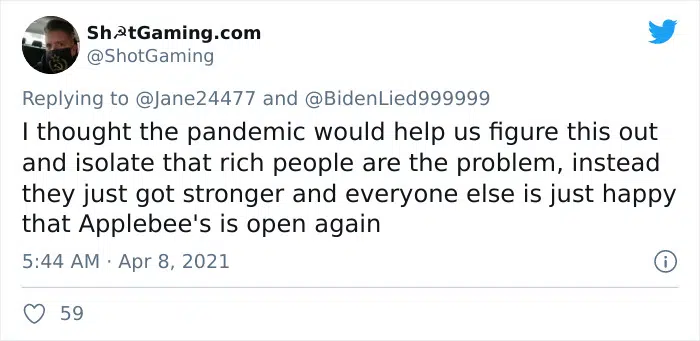 Sh☭tGaming.com
@ShotGaming
Replying to @Jane24477 and @BidenLied999999
I thought the pandemic would help us figure this out
and isolate that rich people are the problem, instead
they just got stronger and everyone else is just happy
that Applebee's is open again
5:44 AM · Apr 8, 2021
59